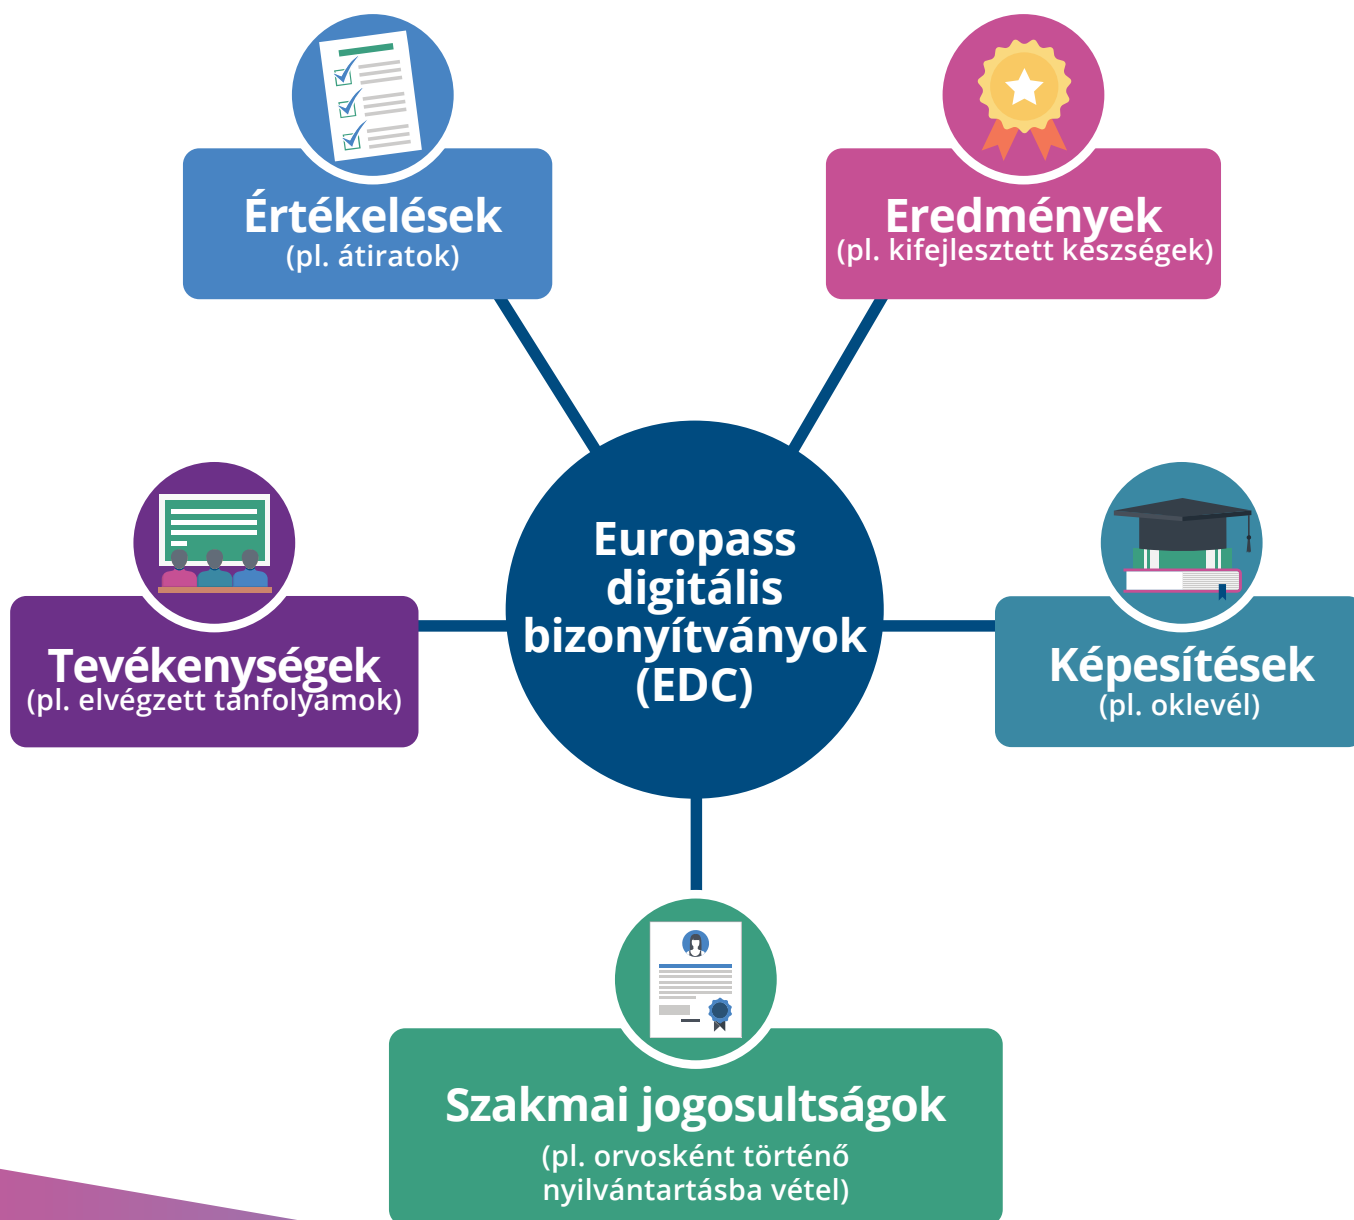 Értékelések
(pl. átiratok)
Eredmények
(pl. kifejlesztett készségek)
Europass
digitális
bizonyítványok
(EDC)
Tevékenységek
(pl. elvégzett tanfolyamok)
Képesítések
(pl. oklevél)
Szakmai jogosultságok
(pl. orvosként történő
nyilvántartásba vétel)